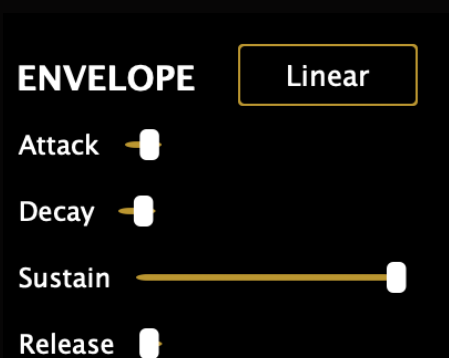 ENVELOPE Linear
Attack
Decay
Sustain
Release